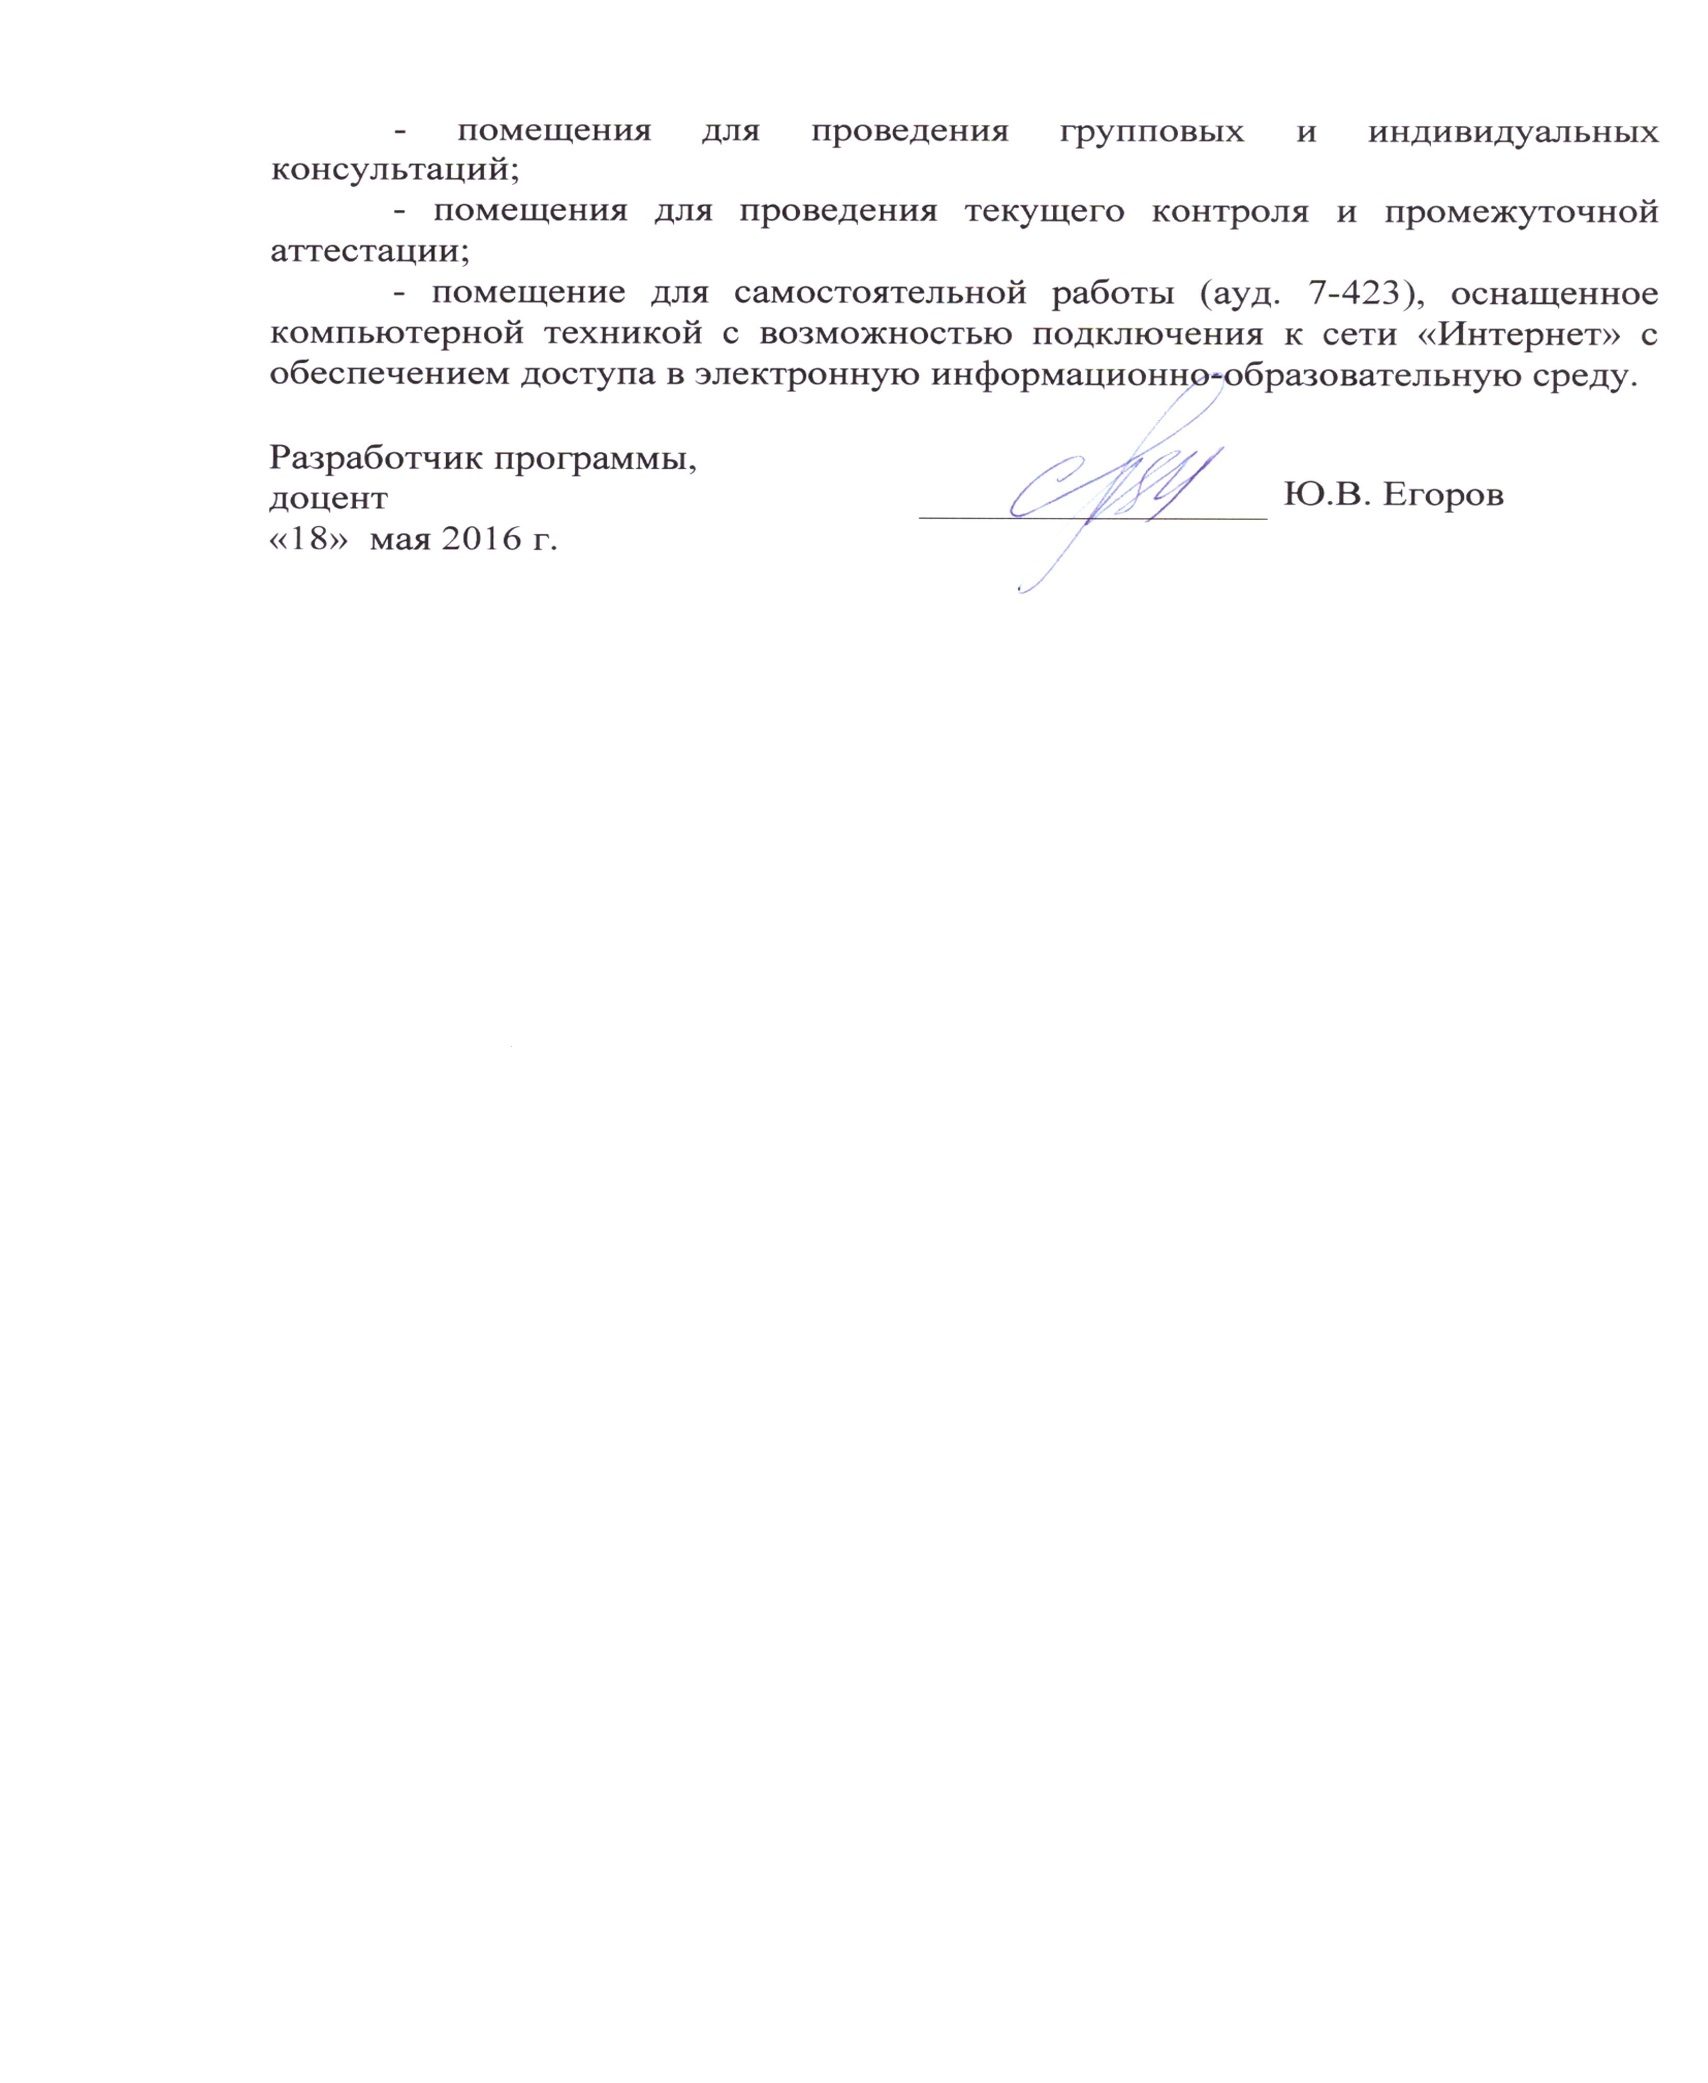 - помещения для проведения групповых и индивидуальных
консультаций;
- помещения для проведения текущего контроля и промежуточной
аттестации;
- помещение для самостоятельной работы (ауд. 7-423), оснащенное
компьютерной техникой с возможностью подключения к сети «Интернет» с
обеспечением доступа в электронную информационно-образовательную среду.
Разработчик программы,
доцент
Ю.В. Егоров
«18» мая 2016 г.